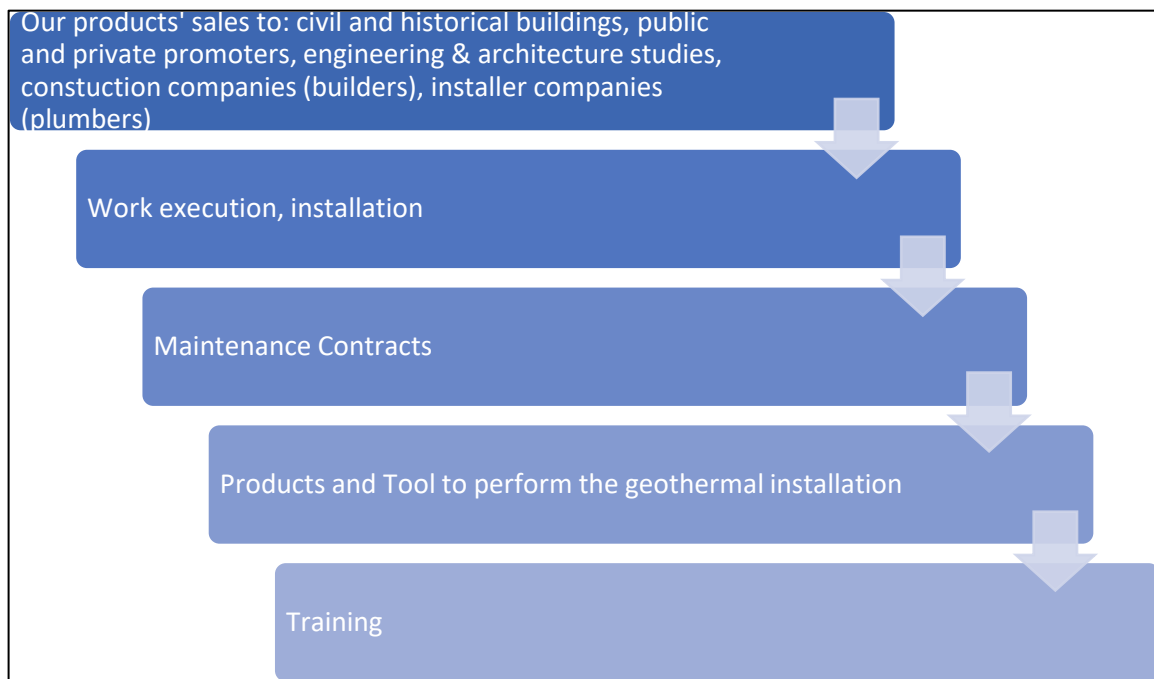 Our products' sales to: civil and historical buildings, public
and private promoters, engineering & architecture studies,
constuction companies (builders), installer companies
(plumbers)
Work execution, installation
Maintenance Contracts
Products and Tool to perform the geothermal installation
Training